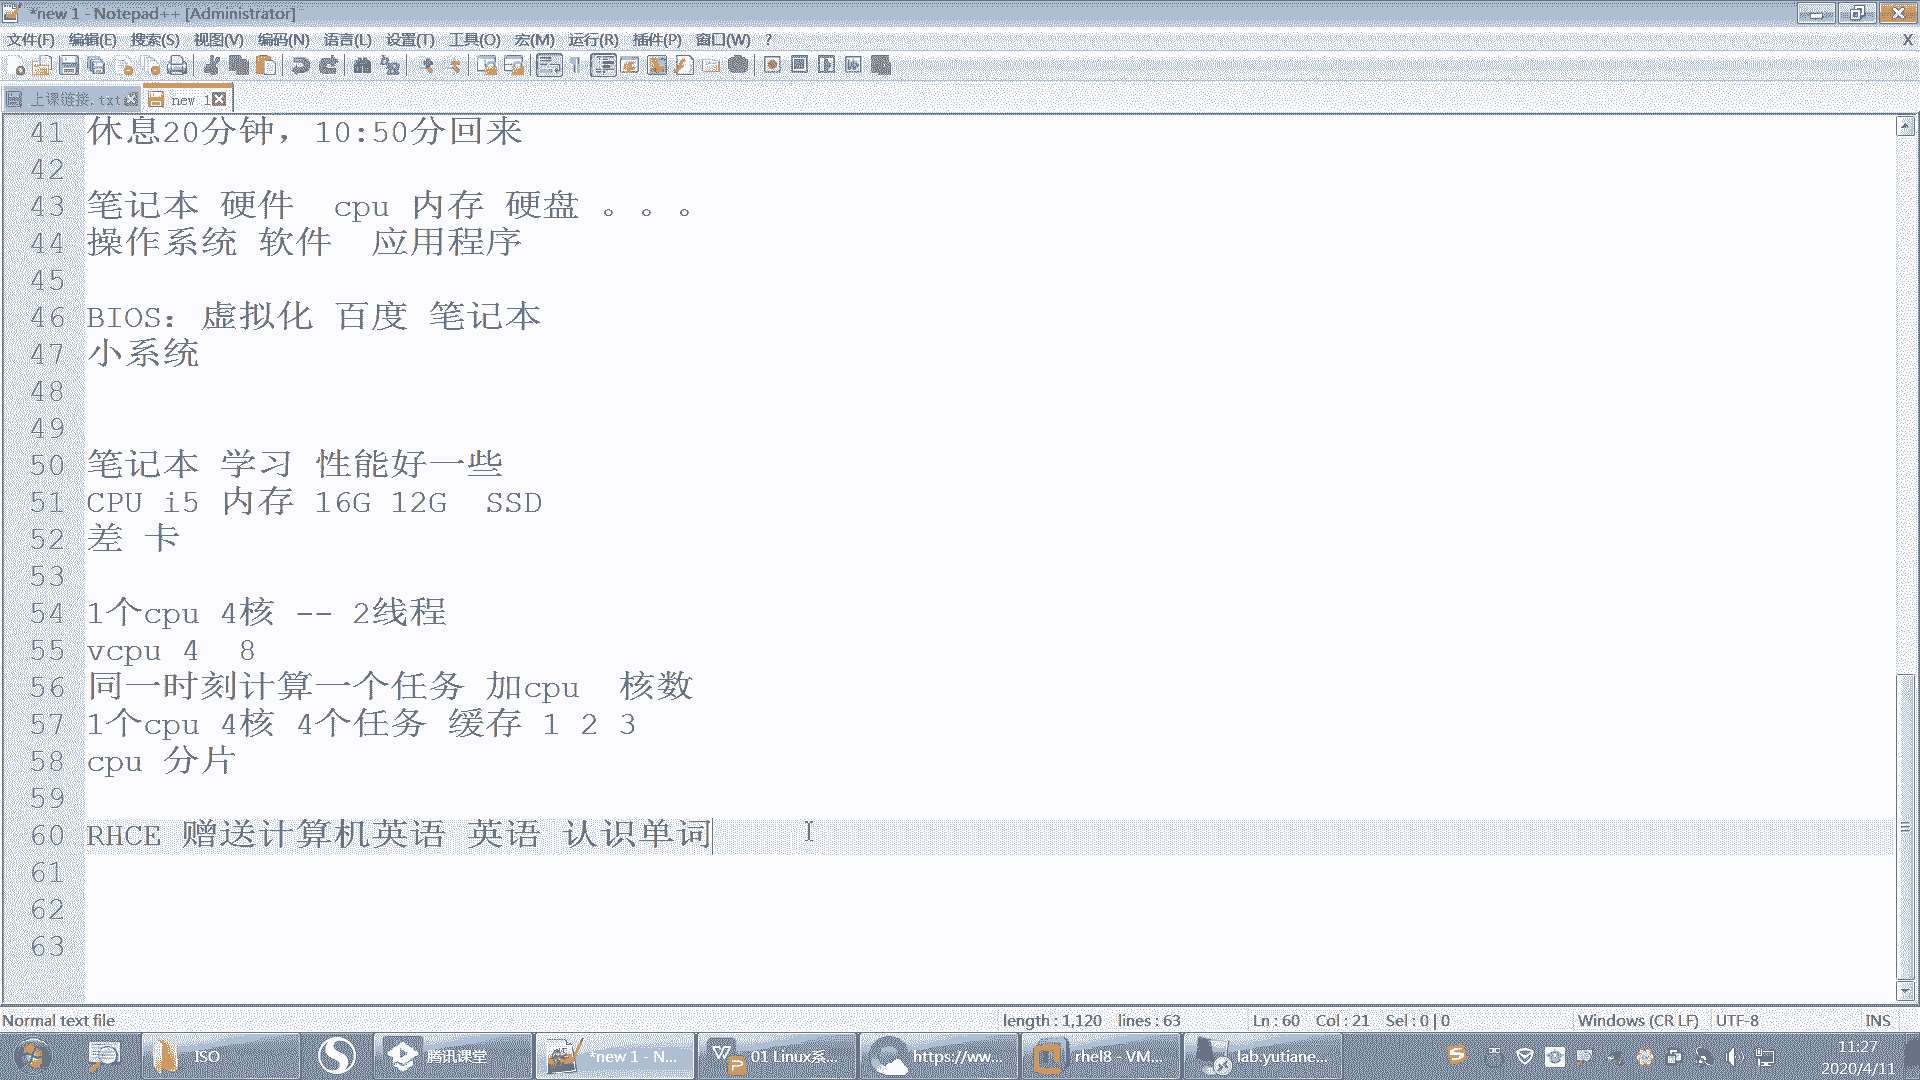 *new 1 - Notepad++ [Administrator]
文件(F) 编辑(E) 搜索(S) 视图(V) 编码(N) 语言(L) 设置(T) 工具(O) 宏(M) 运行(R) 插件(P) 窗口(W) ? X
上课链接.txt new 1
41 休息20分钟，10:50分回来
42
43 笔记本 硬件  cpu 内存 硬盘 。。。
44 操作系统 软件  应用程序
45
46 BIOS：虚拟化 百度 笔记本
47 小系统
48
49
50 笔记本 学习 性能好一些
51 CPU i5 内存 16G 12G  SSD
52 差 卡
53
54 1个cpu 4核 -- 2线程
55 vcpu 4  8
56 同一时刻计算一个任务 加cpu  核数
57 1个cpu 4核 4个任务 缓存 1 2 3
58 cpu 分片
59
60 RHCE 赠送计算机英语 英语 认识单词
61
62
63
Normal text file length : 1,120 lines : 63 Ln : 60 Col : 21 Sel : 0 | 0 Windows (CR LF) UTF-8 INS
ISO 腾讯课堂 *new 1 - N... 01 Linux系... https://ww... rhel8 - VM... lab.yutiane... 11:27
2020/4/11